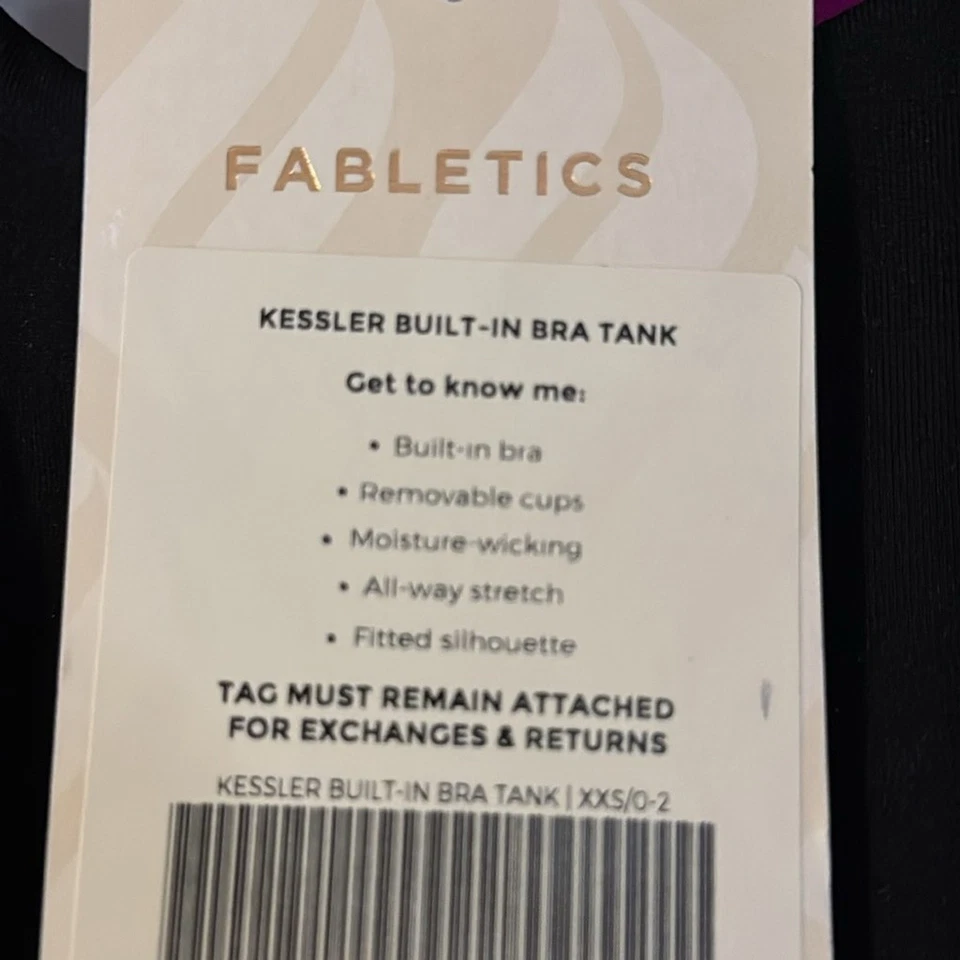 FABLETICS
KESSLER BUILT-IN BRA TANK
Get to know me:
• Built-in bra
• Removable cups
• Moisture-wicking
• All-way stretch
• Fitted silhouette
TAG MUST REMAIN ATTACHED
FOR EXCHANGES & RETURNS
KESSLER BUILT-IN BRA TANK | XXS/0-2